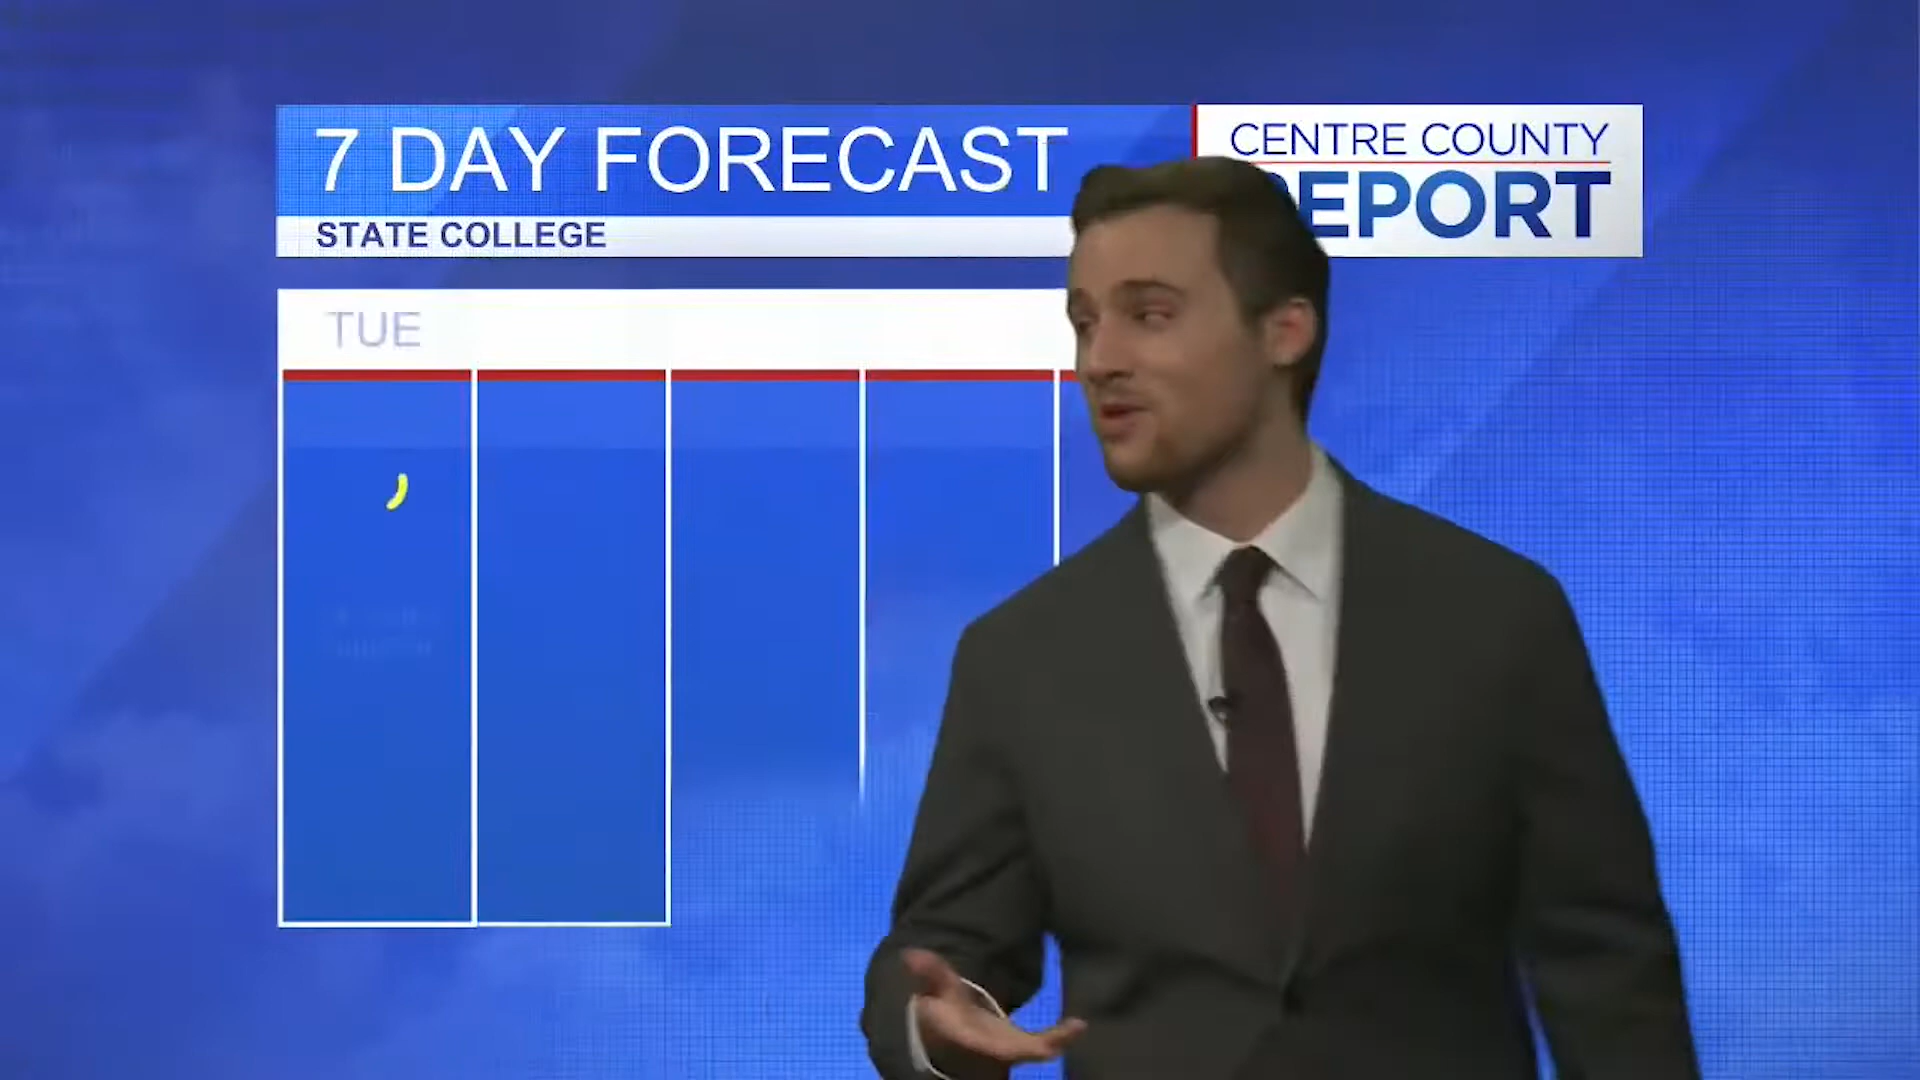 7 DAY FORECAST
STATE COLLEGE
CENTRE COUNTY
EPORT
TUE